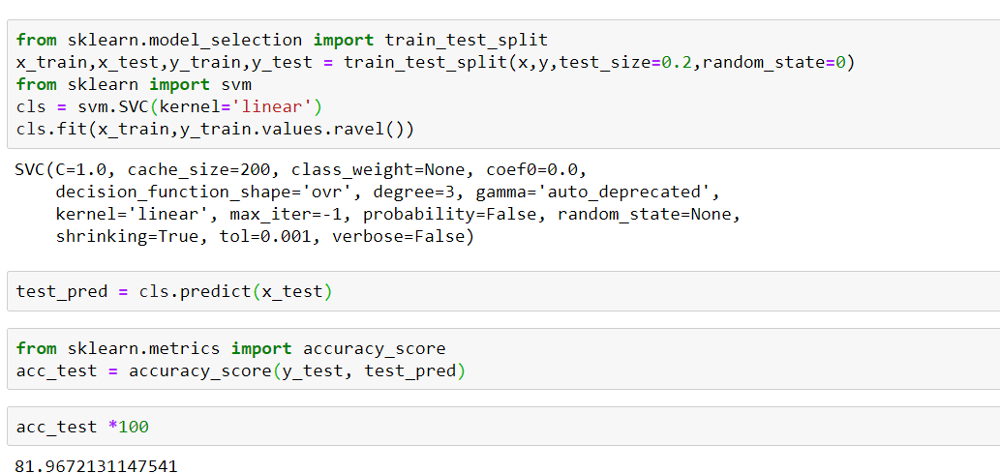 from sklearn.model_selection import train_test_split
x_train,x_test,y_train,y_test = train_test_split(x,y,test_size=0.2,random_state=0)
from sklearn import svm
cls = svm.SVC(kernel='linear')
cls.fit(x_train,y_train.values.ravel())
SVC(C=1.0, cache_size=200, class_weight=None, coef0=0.0,
    decision_function_shape='ovr', degree=3, gamma='auto_deprecated',
    kernel='linear', max_iter=-1, probability=False, random_state=None,
    shrinking=True, tol=0.001, verbose=False)
test_pred = cls.predict(x_test)
from sklearn.metrics import accuracy_score
acc_test = accuracy_score(y_test, test_pred)
acc_test *100
81.9672131147541